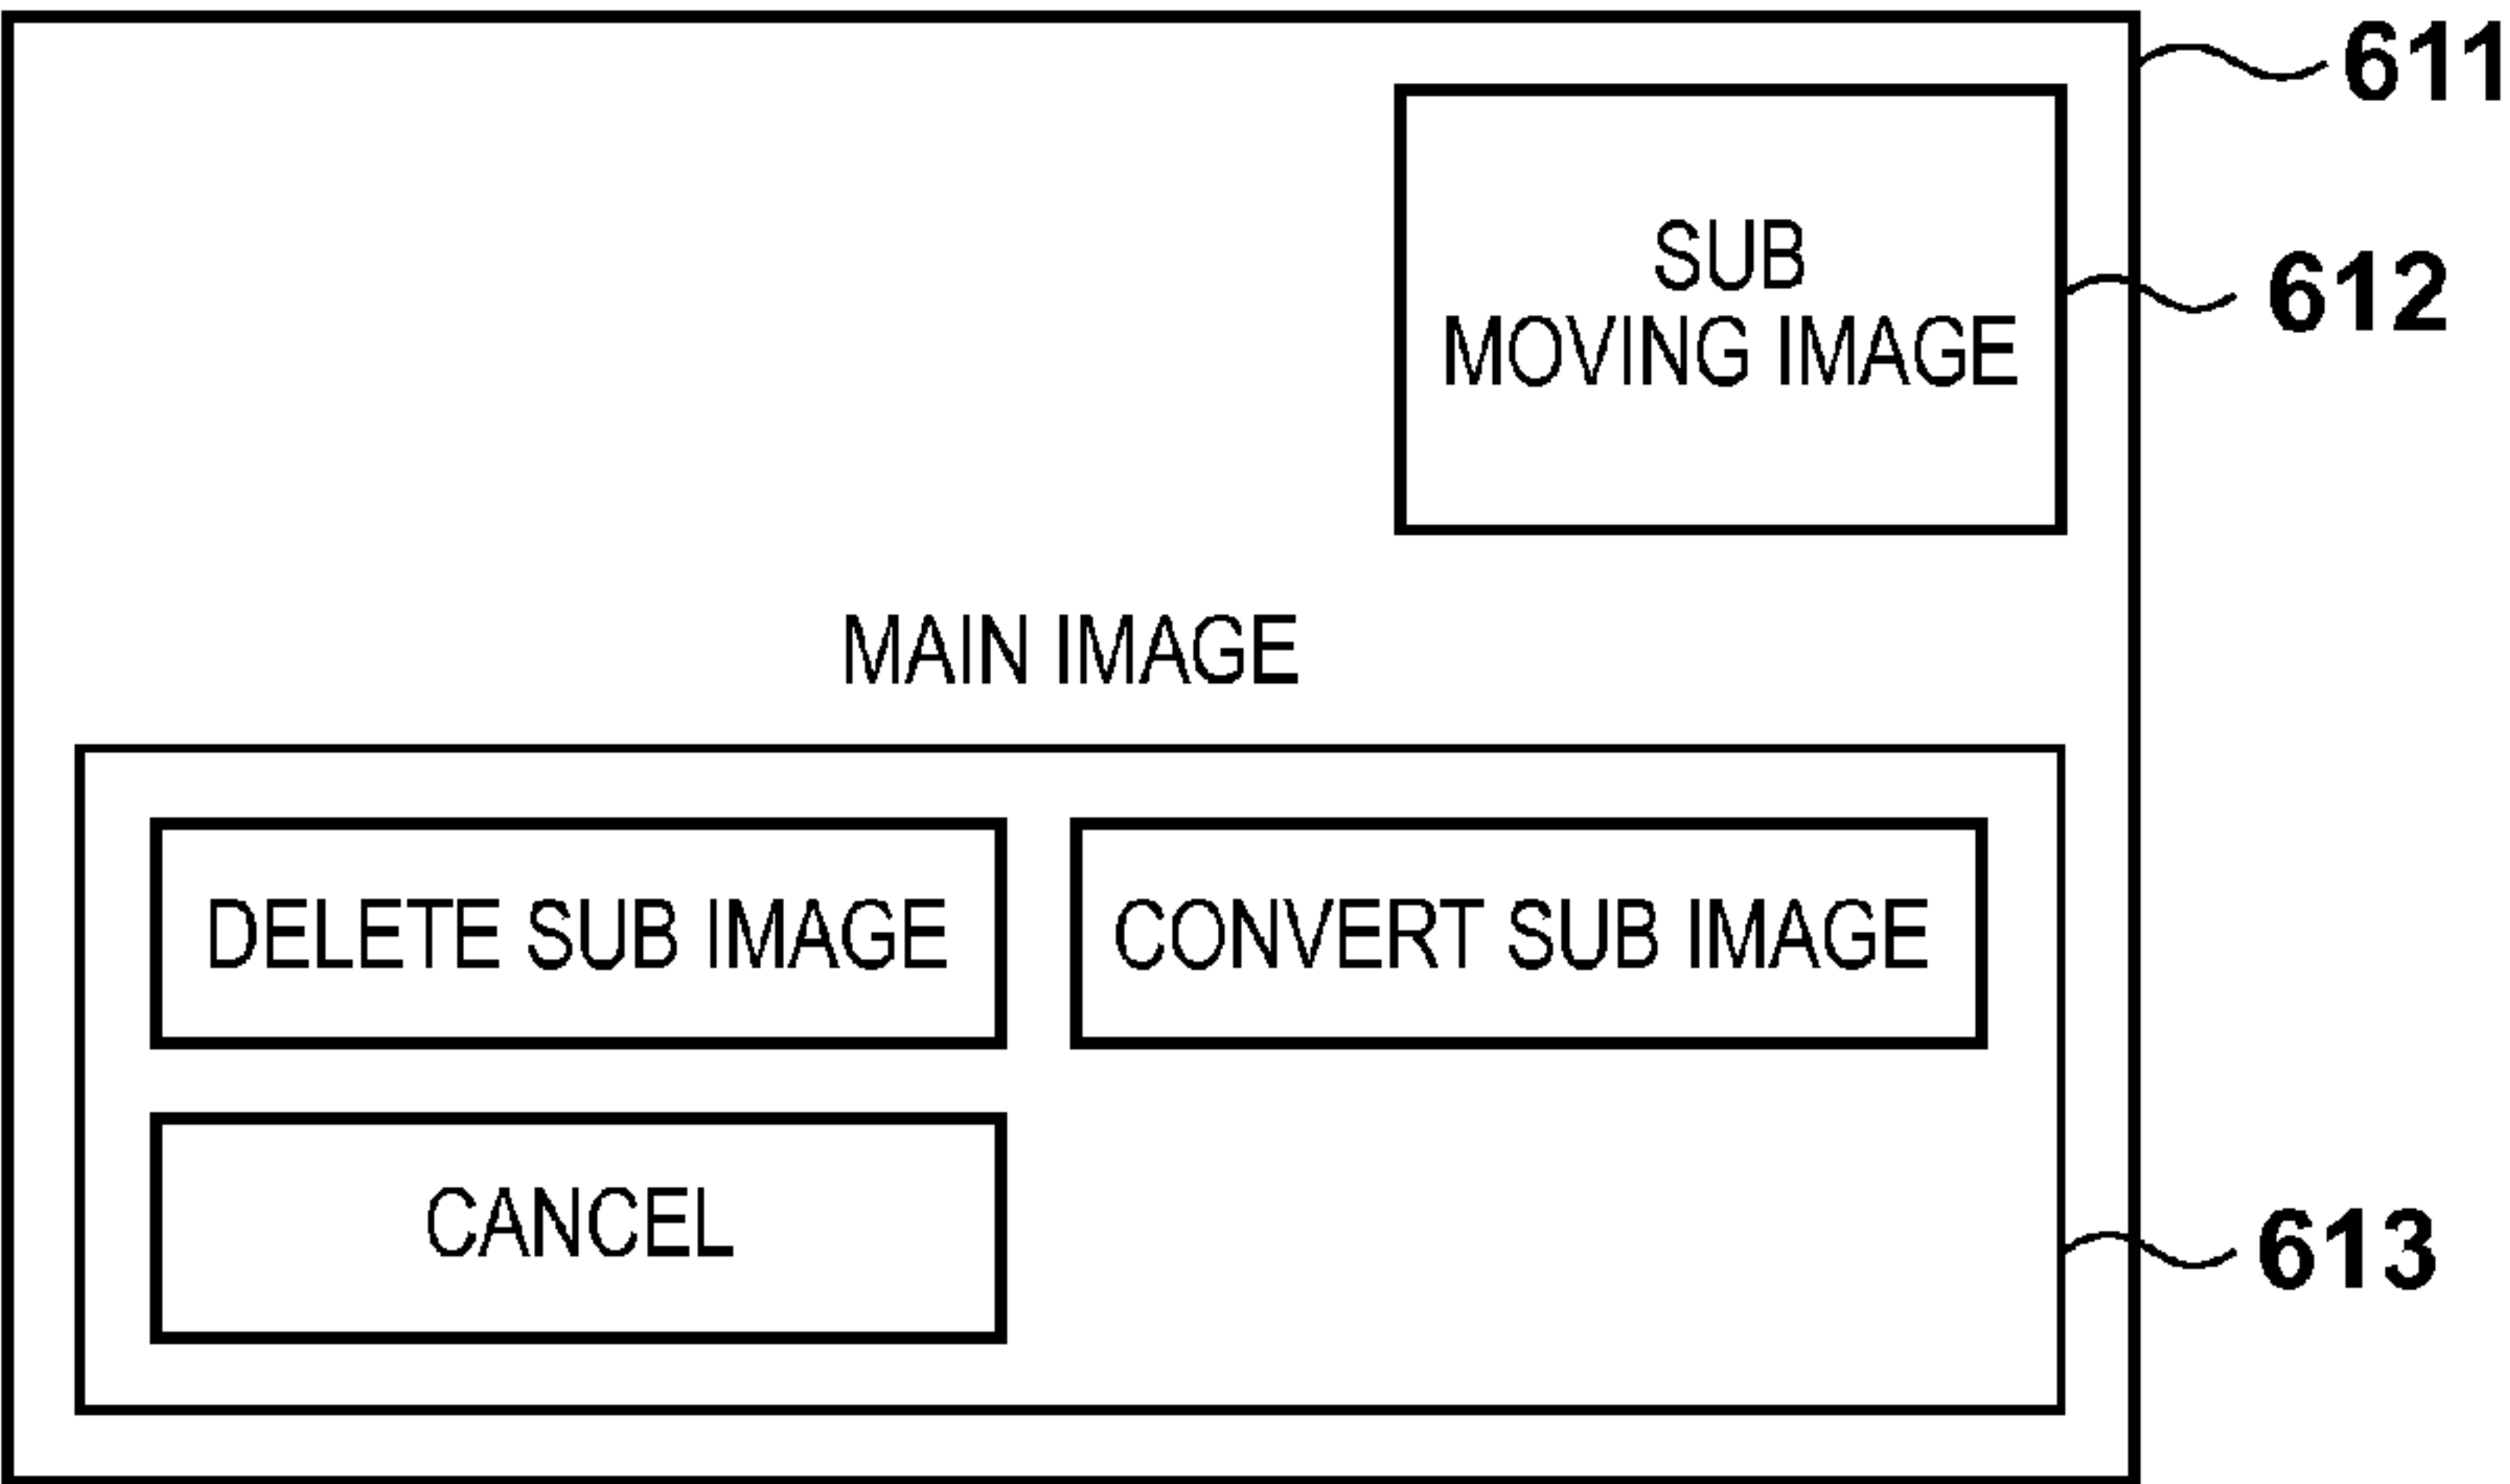 611
SUB
MOVING IMAGE
612
MAIN IMAGE
DELETE SUB IMAGE
CONVERT SUB IMAGE
CANCEL
613